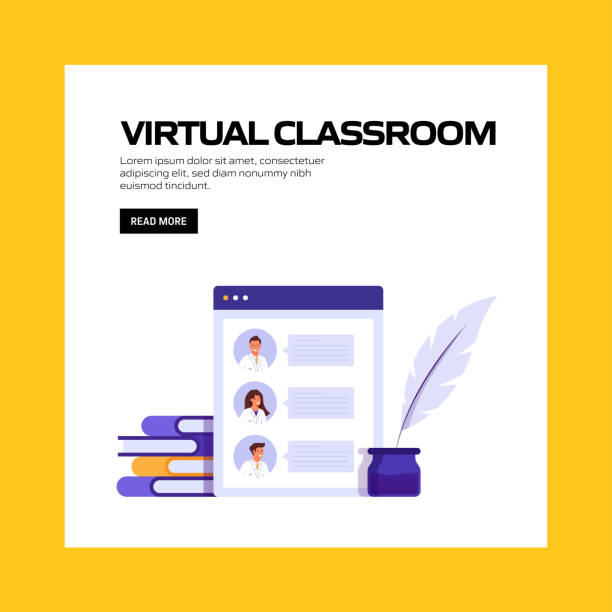 VIRTUAL CLASSROOM
Lorem ipsum dolor sit amet, consectetuer
adipiscing elit, sed diam nonummy nibh
euismod tincidunt.
READ MORE